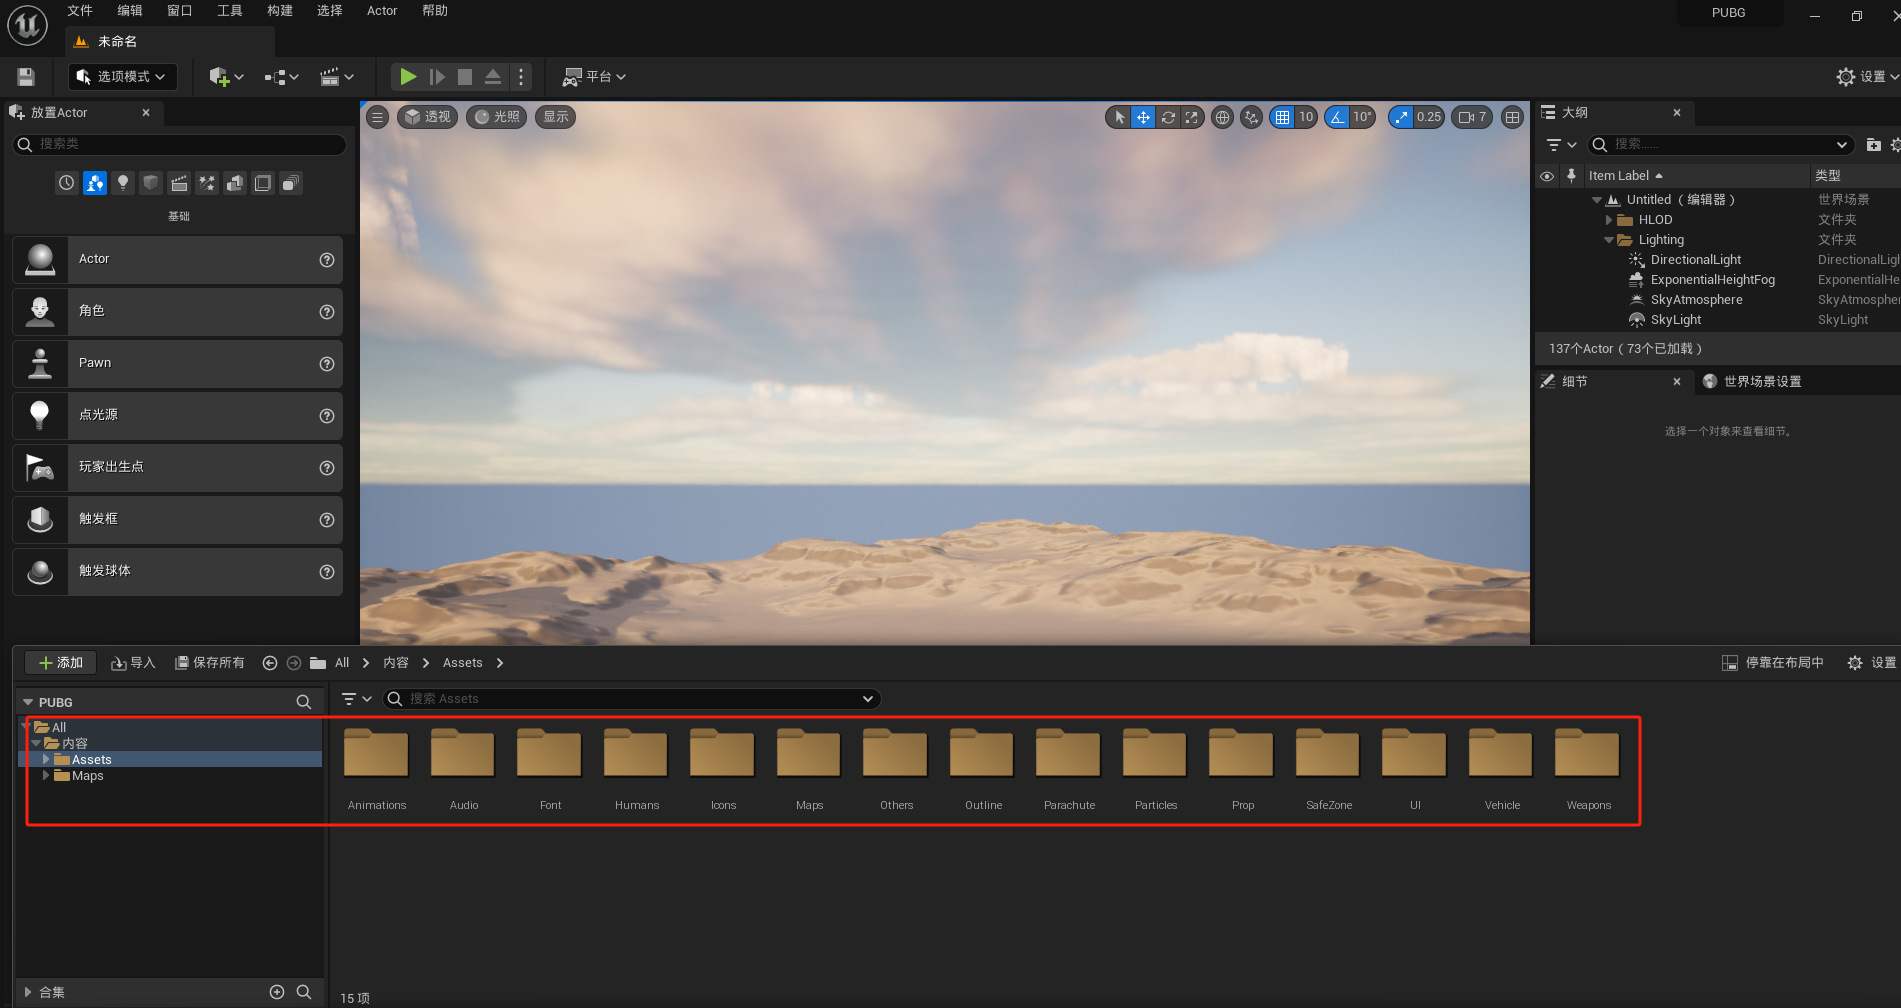 文件 编辑 窗口 工具 构建 选择 Actor 帮助
PUBG
未命名
选项模式
平台
设置
放置Actor
搜索类
基础
Actor
角色
Pawn
点光源
玩家出生点
触发框
触发球体
透视 光照 显示
10 10° 0.25 7
大纲
搜索......
Item Label 类型
Untitled（编辑器） 世界场景
HLOD 文件夹
Lighting 文件夹
DirectionalLight DirectionalLigh
ExponentialHeightFog ExponentialHe
SkyAtmosphere SkyAtmospher
SkyLight SkyLight
137个Actor（73个已加载）
细节 世界场景设置
选择一个对象来查看细节。
添加 导入 保存所有 All 内容 Assets
停靠在布局中 设置
PUBG
搜索 Assets
All
内容
Assets
Maps
Animations Audio Font Humans Icons Maps Others Outline Parachute Particles Prop SafeZone UI Vehicle Weapons
合集
15 项